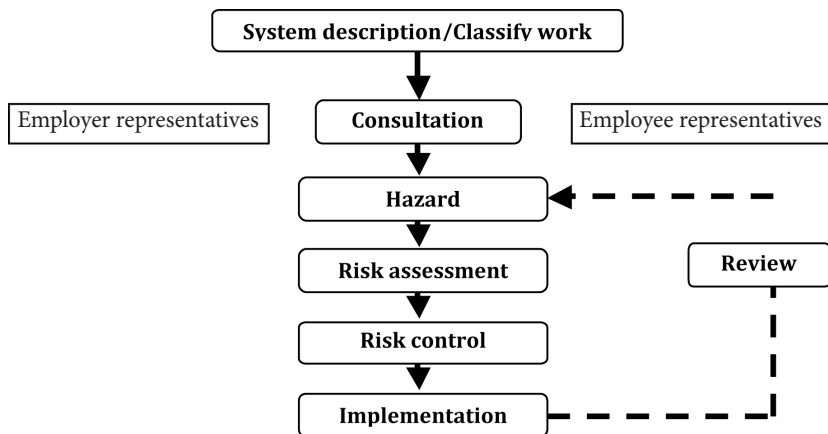 System description/Classify work
Employer representatives
Consultation
Employee representatives
Hazard
Risk assessment
Review
Risk control
Implementation